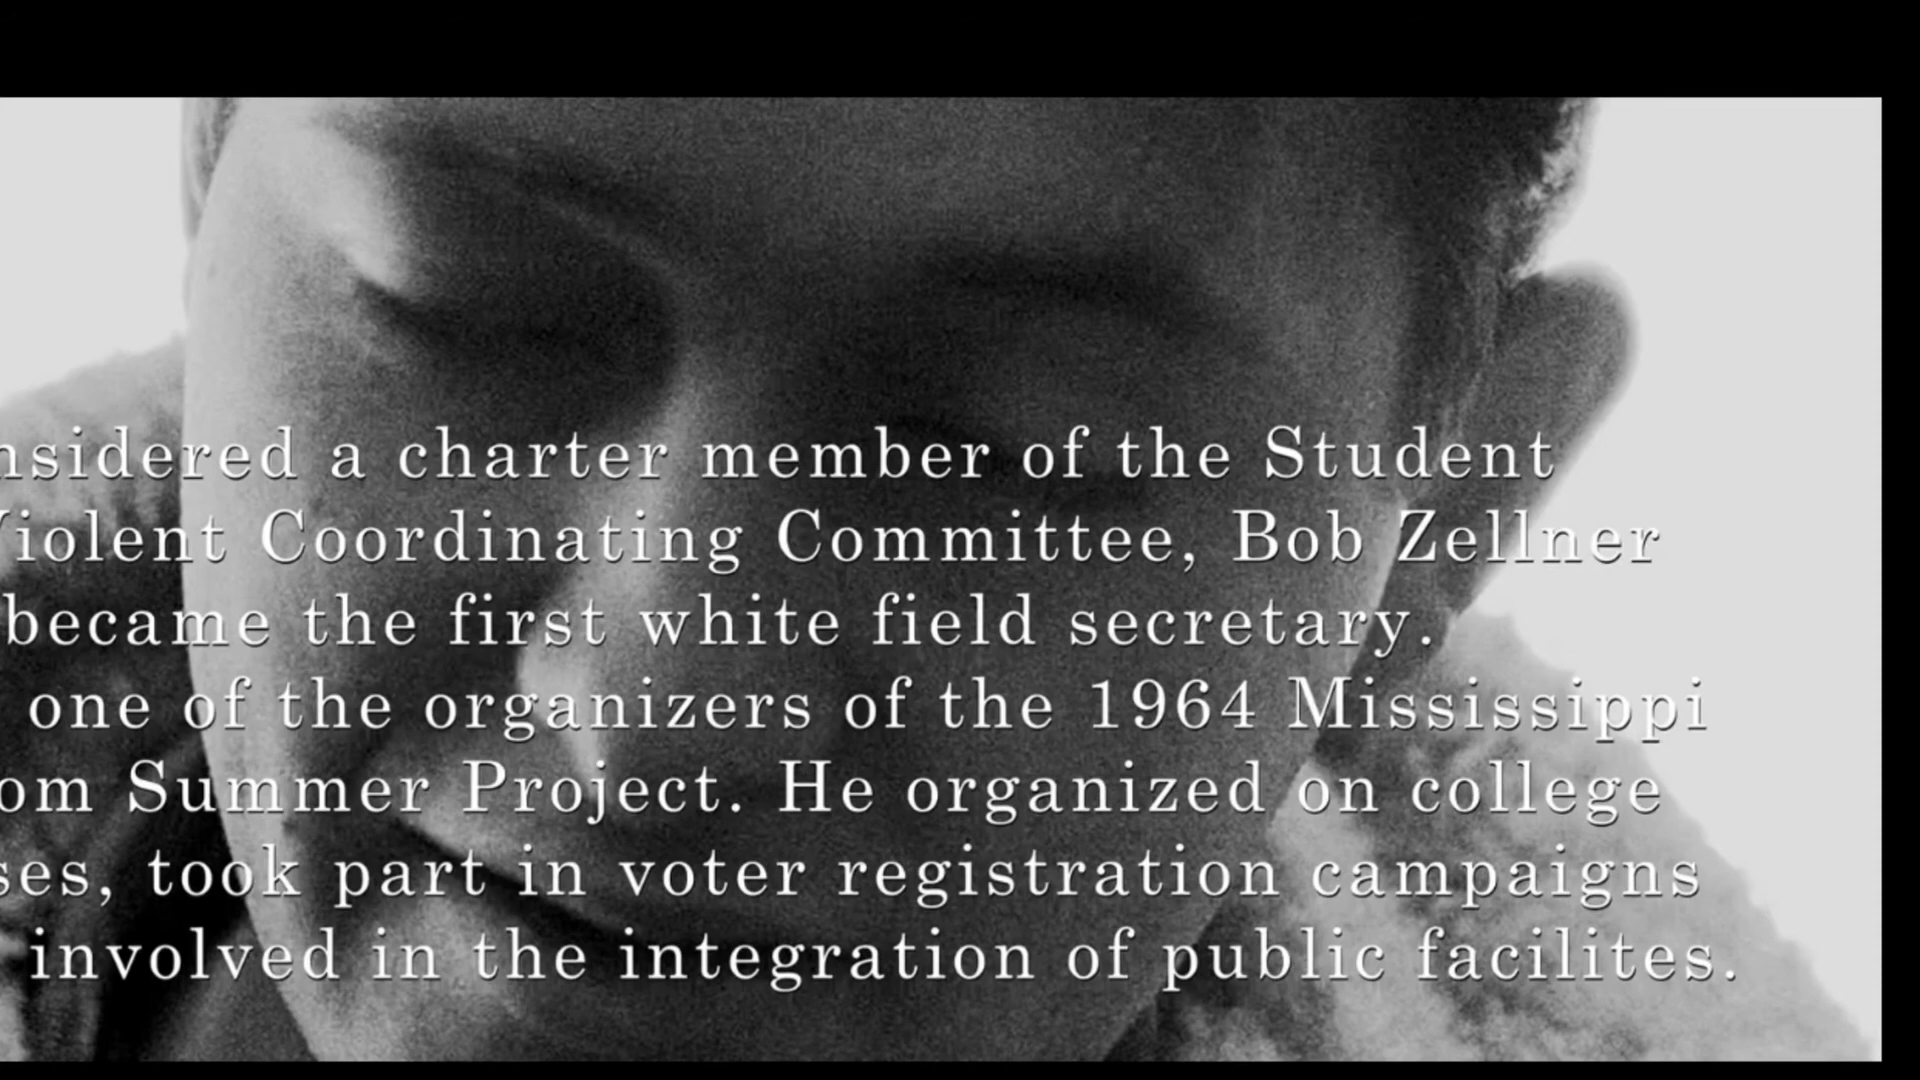 nsidered a charter member of the Student
Violent Coordinating Committee, Bob Zellner
became the first white field secretary.
one of the organizers of the 1964 Mississippi
om Summer Project. He organized on college
ses, took part in voter registration campaigns
involved in the integration of public facilites.